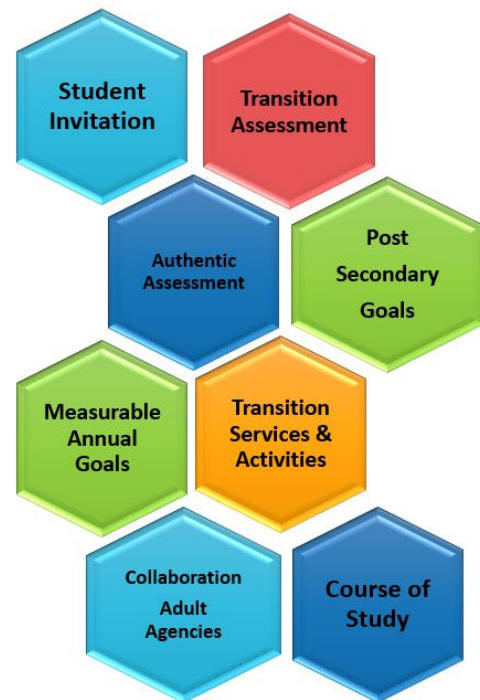 Student
Invitation
Transition
Assessment
Authentic
Assessment
Post
Secondary
Goals
Measurable
Annual
Goals
Transition
Services &
Activities
Collaboration
Adult
Agencies
Course of
Study